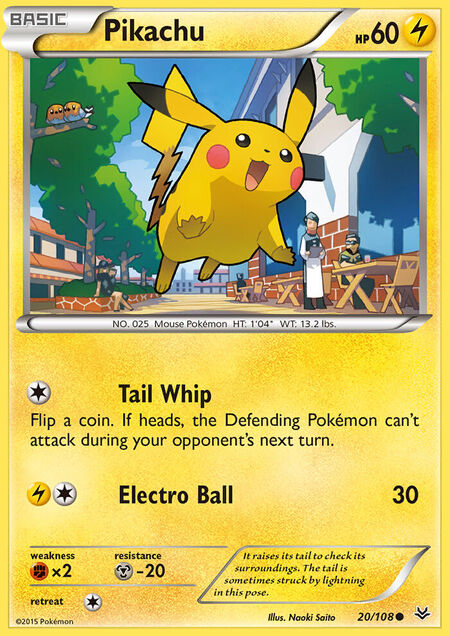 BASIC
Pikachu
HP60
NO. 025 Mouse Pokémon HT: 1'04" WT: 13.2 lbs.
Tail Whip
Flip a coin. If heads, the Defending Pokémon can't
attack during your opponent's next turn.
Electro Ball 30
weakness
×2
resistance
-20
retreat
It raises its tail to check its
surroundings. The tail is
sometimes struck by lightning
in this pose.
©2015 Pokémon
Illus. Naoki Saito
20/108